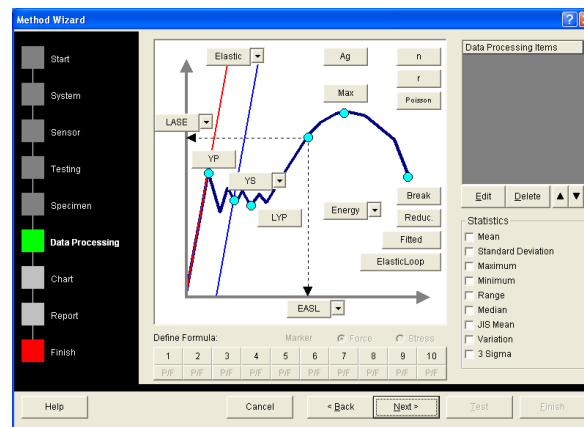 Method Wizard
Start
System
Sensor
Testing
Specimen
Data Processing
Chart
Report
Finish
Elastic
Ag
n
r
Max
Poisson
LASE
YP
YS
LYP
Energy
Break
Reduc.
Fitted
ElasticLoop
EASL
Define Formula: Marker Force Stress
1 2 3 4 5 6 7 8 9 10
P/F P/F P/F P/F P/F P/F P/F P/F P/F P/F
Data Processing Items
Edit Delete
Statistics
Mean
Standard Deviation
Maximum
Minimum
Range
Median
JIS Mean
Variation
3 Sigma
Help Cancel < Back Next > Test Finish